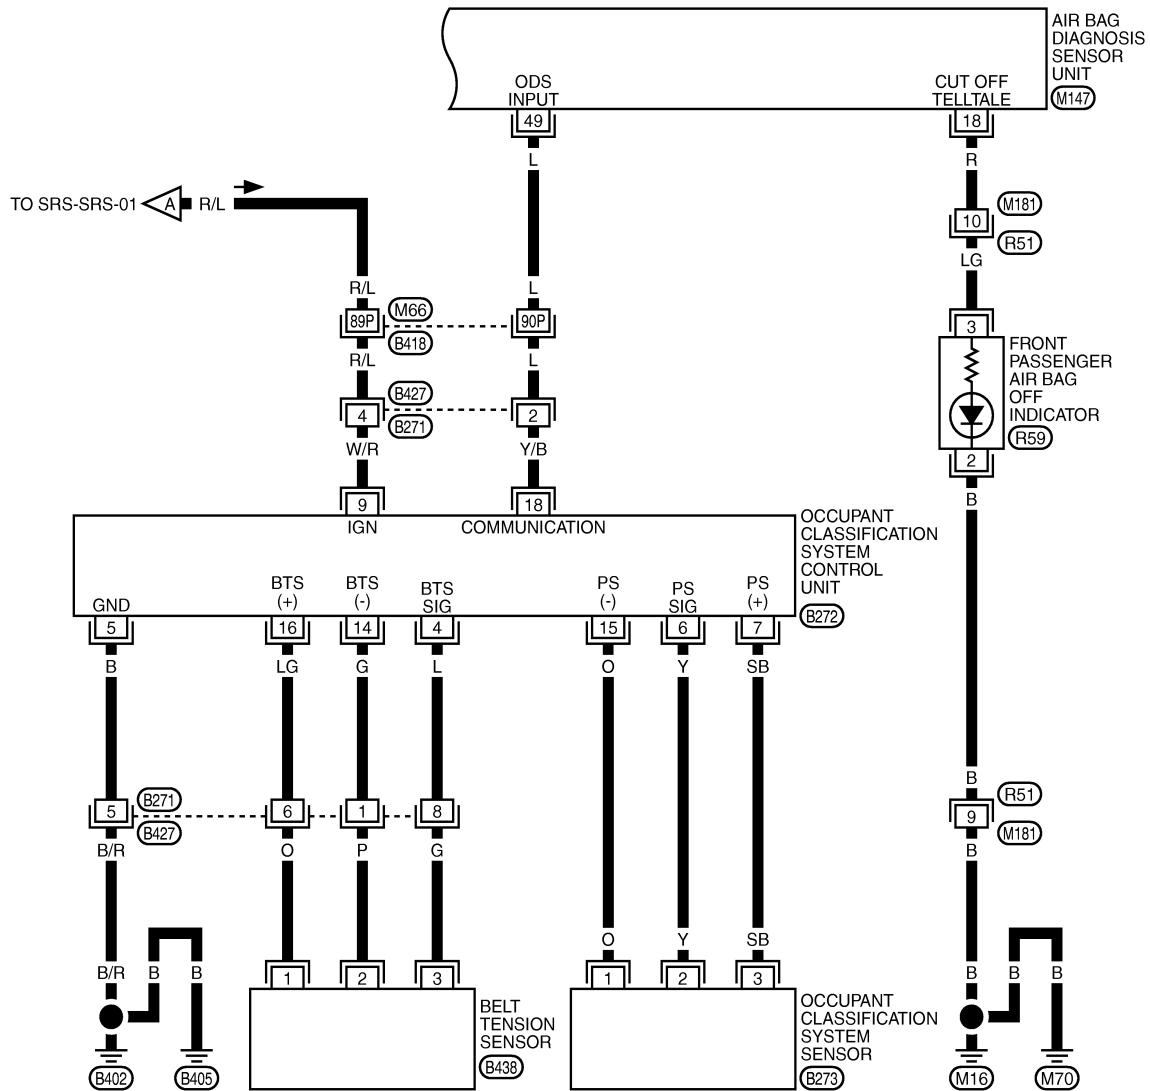 AIR BAG
DIAGNOSIS
SENSOR
UNIT
M147
ODS
INPUT
CUT OFF
TELLTALE
49
18
L
R
TO SRS-SRS-01
A
R/L
M181
10
R51
LG
R/L
L
89P
M66
B418
90P
3
R/L
L
FRONT
PASSENGER
AIR BAG
OFF
INDICATOR
R59
4
B427
B271
2
W/R
Y/B
2
9
18
B
IGN
COMMUNICATION
OCCUPANT
CLASSIFICATION
SYSTEM
CONTROL
UNIT
B272
GND
BTS
(+)
BTS
(-)
BTS
SIG
PS
(-)
PS
SIG
PS
(+)
5
16
14
4
15
6
7
B
LG
G
L
O
Y
SB
B
R51
5
B271
B427
6
1
8
9
M181
B/R
O
P
G
B
O
Y
SB
B/R
B
B
B
B
B
1
2
3
1
2
3
BELT
TENSION
SENSOR
B438
OCCUPANT
CLASSIFICATION
SYSTEM
SENSOR
B273
B402
B405
M16
M70